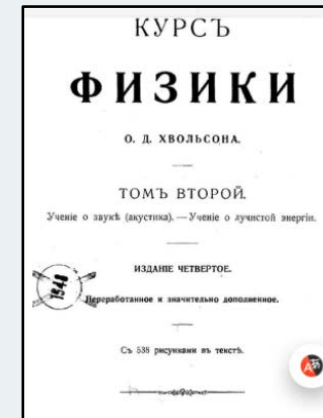 КУРСЪ
ФИЗИКИ
О. Д. ХВОЛЬСОНА.
ТОМЪ ВТОРОЙ.
Ученіе о звукѣ (акустика). — Ученіе о лучистой энергіи.
ИЗДАНІЕ ЧЕТВЕРТОЕ.
1948
Переработанное и значительно дополненное.
Съ 538 рисунками въ текстѣ.